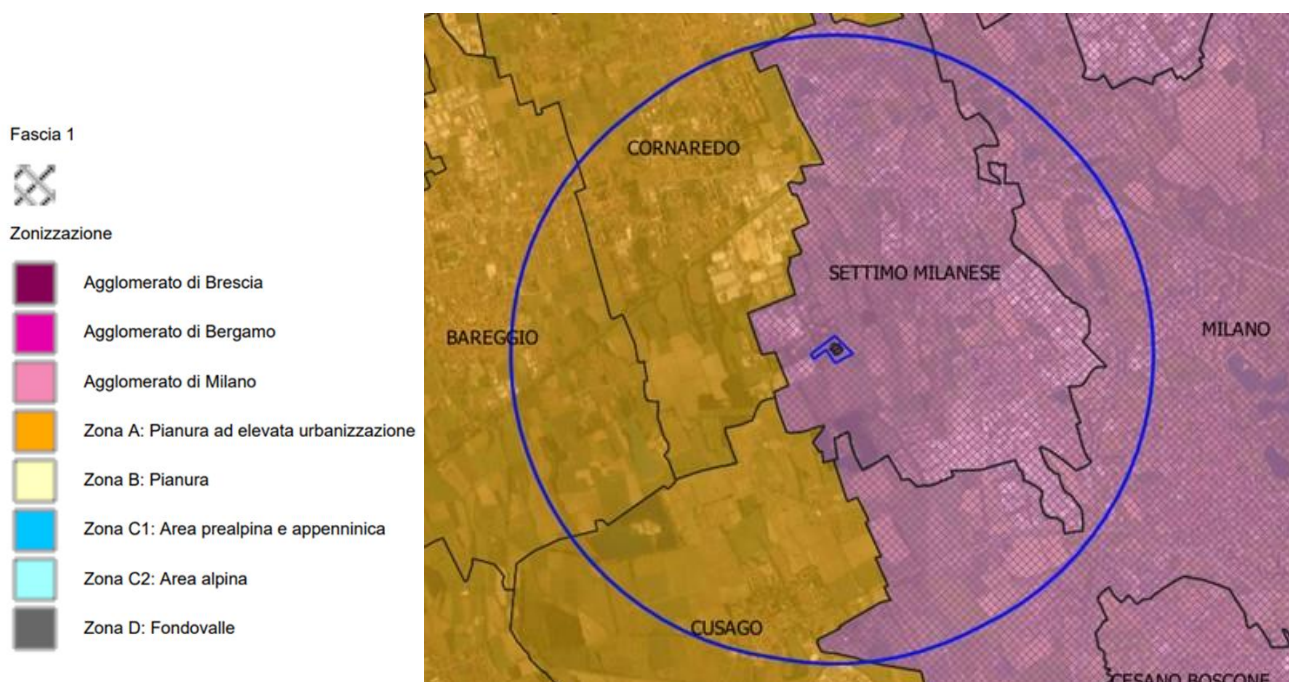 Fascia 1
Zonizzazione
Agglomerato di Brescia
Agglomerato di Bergamo
Agglomerato di Milano
Zona A: Pianura ad elevata urbanizzazione
Zona B: Pianura
Zona C1: Area prealpina e appenninica
Zona C2: Area alpina
Zona D: Fondovalle
CORNAREDO
SETTIMO MILANESE
BAREGGIO
MILANO
CUSAGO
CESANO BOSCONE